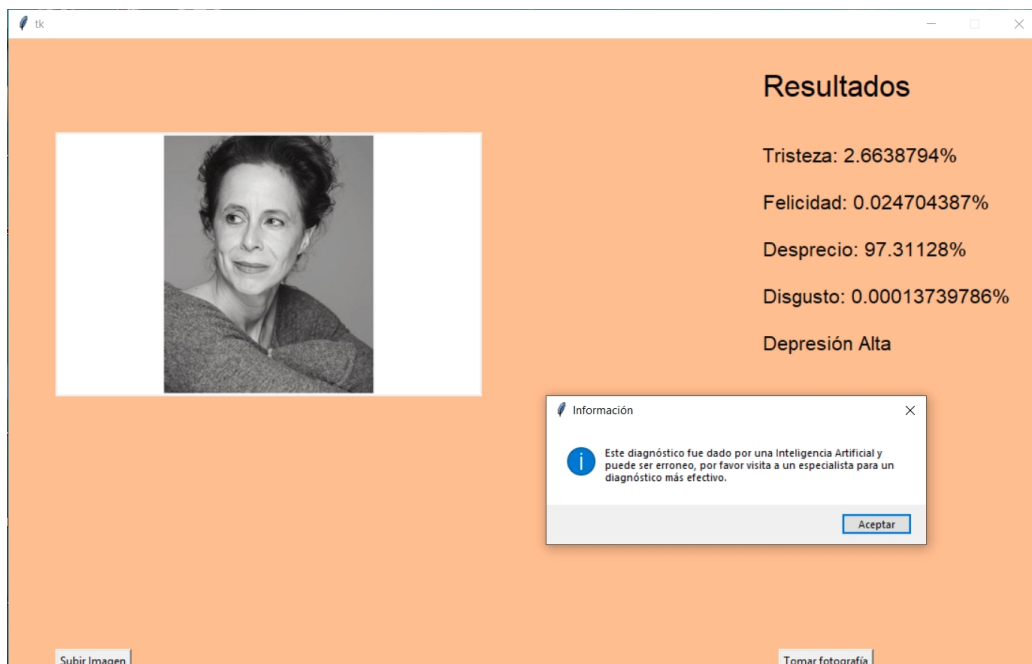 tk
Resultados
Tristeza: 2.6638794%
Felicidad: 0.024704387%
Desprecio: 97.31128%
Disgusto: 0.00013739786%
Depresión Alta
Información
Este diagnóstico fue dado por una Inteligencia Artificial y
puede ser erroneo, por favor visita a un especialista para un
diagnóstico más efectivo.
Aceptar
Subir Imagen
Tomar fotografía